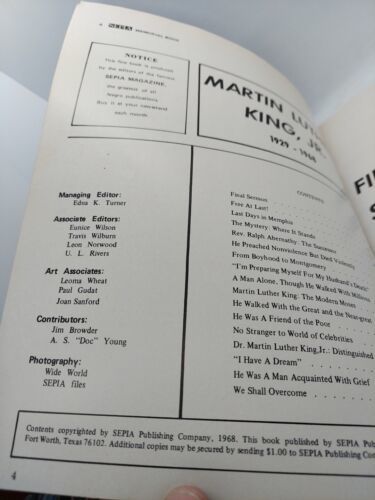 4
SEPIA MEMORIAL BOOK
NOTICE
This fine book is produced
by the editors of the famous
SEPIA MAGAZINE,
the greatest of all
Negro publications.
Buy it at your newsstand
each month.
MARTIN LUTH
KING, JR.
1929 - 1968
Managing Editor:
Edna K. Turner
Associate Editors:
Eunice Wilson
Travis Wilburn
Leon Norwood
U. L. Rivers
Art Associates:
Leoma Wheat
Paul Gudat
Joan Sanford
Contributors:
Jim Browder
A. S. "Doc" Young
Photography:
Wide World
SEPIA files
CONTENTS
Final Sermon
Free At Last!
Last Days in Memphis
The Mystery: Where It Stands
Rev. Ralph Abernathy: The Successor
He Preached Nonviolence But Died Violently
From Boyhood to Montgomery
"I'm Preparing Myself For My Husband's Death"
A Man Alone, Though He Walked With Millions
Martin Luther King: The Modern Moses
He Walked With the Great and the Near-great
He Was A Friend of the Poor
No Stranger to World of Celebrities
Dr. Martin Luther King, Jr.: Distinguished
"I Have A Dream"
He Was A Man Acquainted With Grief
We Shall Overcome
Contents copyrighted by SEPIA Publishing Company, 1968. This book published by SEPIA Pub
Fort Worth, Texas 76102. Additional copies may be secured by sending $1.00 to SEPIA Publishing Com
4
FI
S